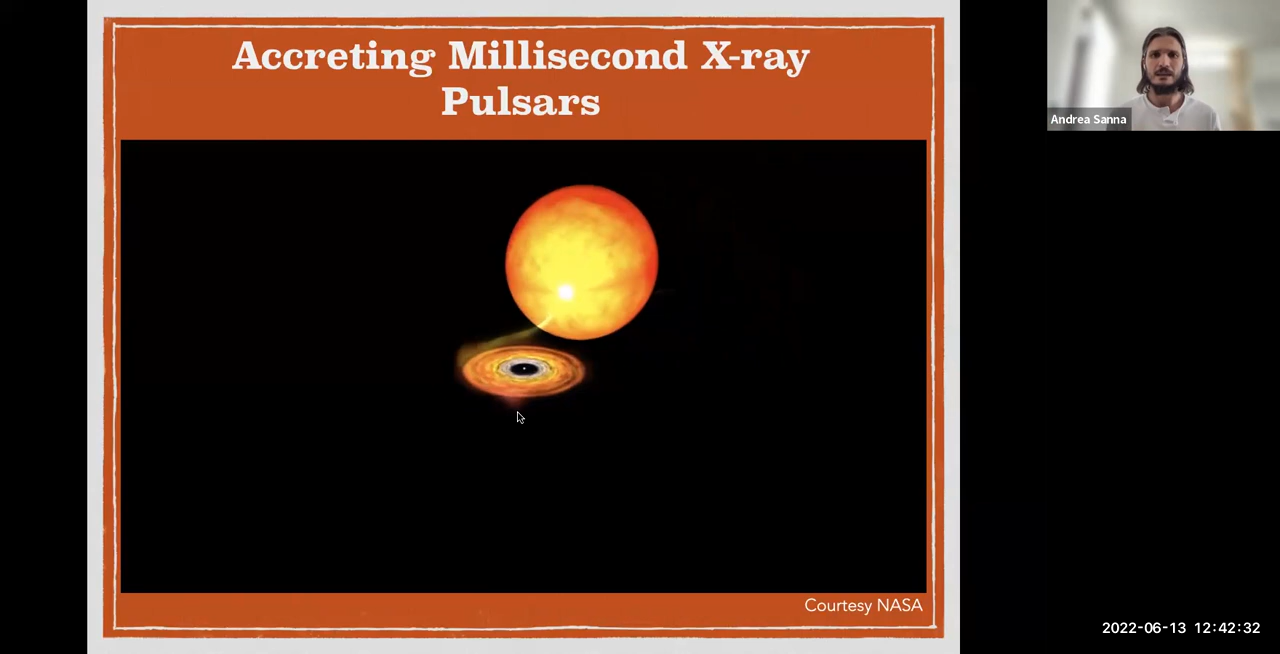 Accreting Millisecond X-ray
Pulsars
Andrea Sanna
Courtesy NASA
2022-06-13 12:42:32